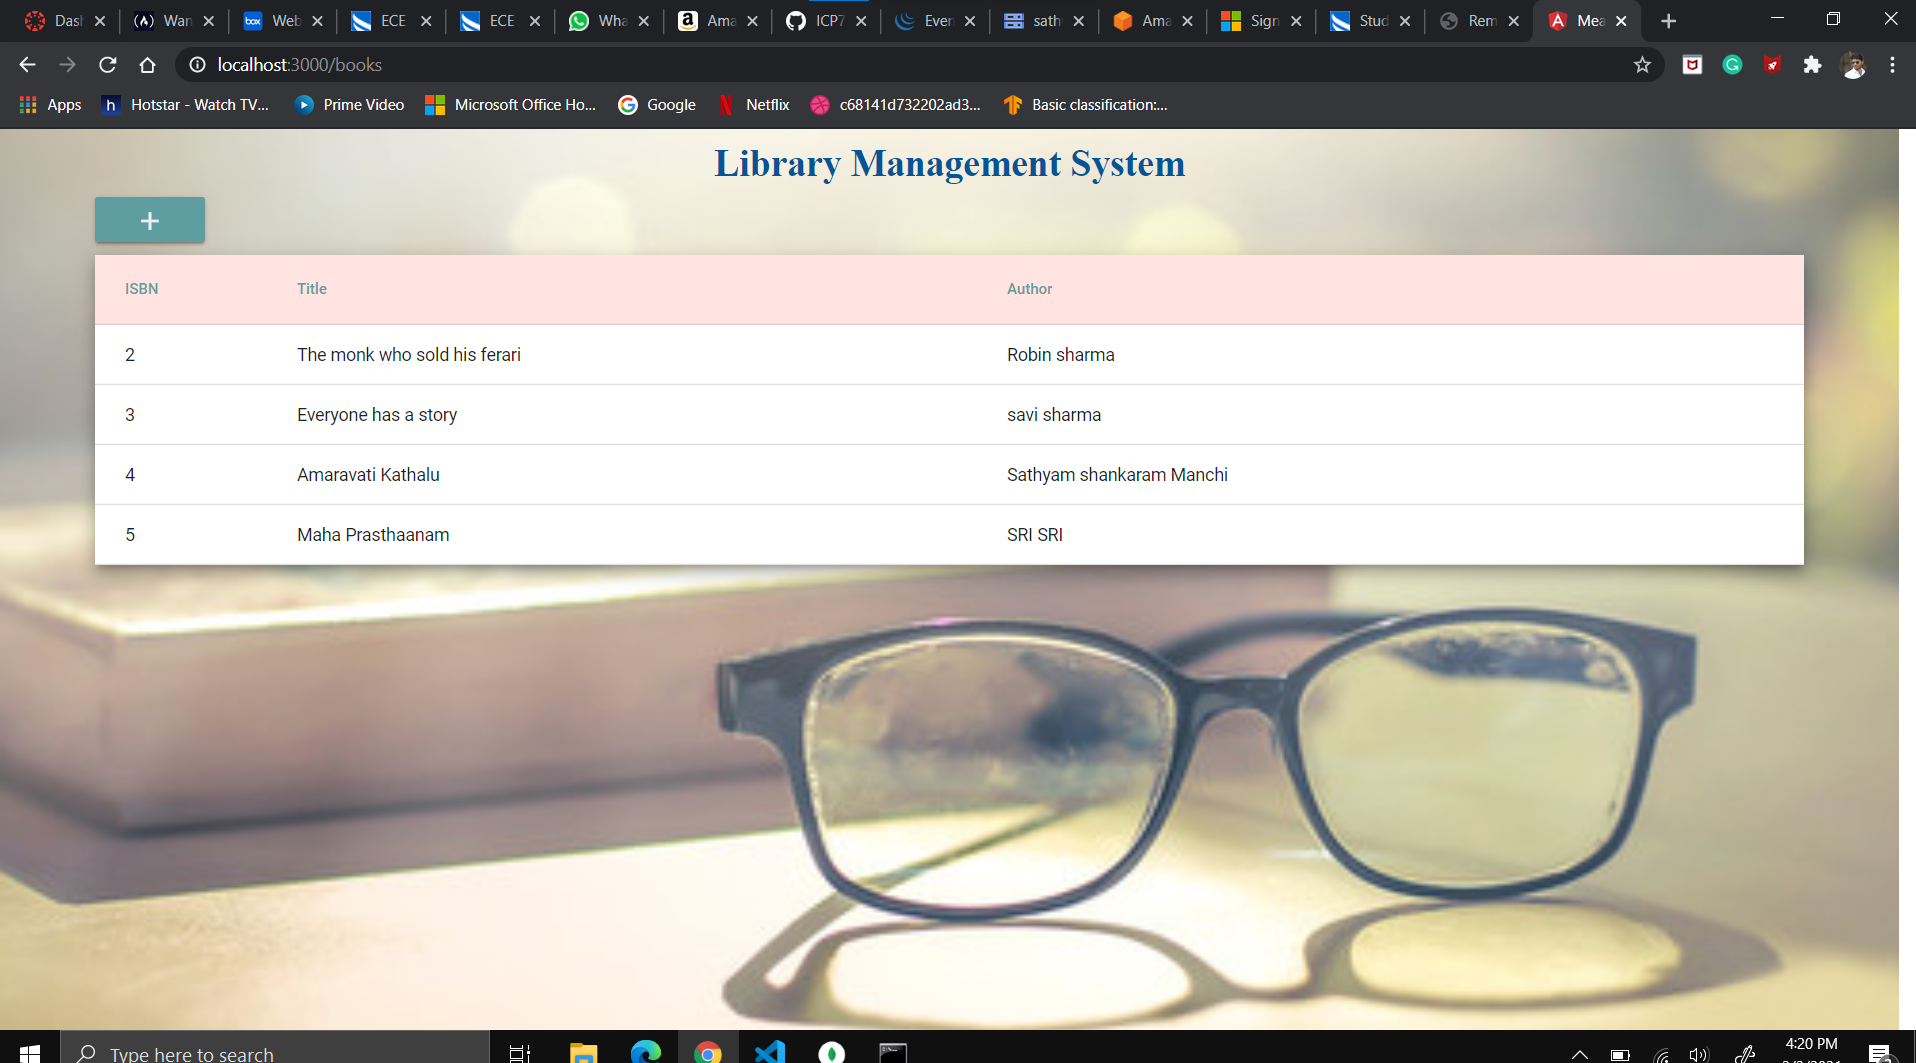 Dasl
Wan
box Web
ECE
ECE
Wha
Ama
ICP7
Even
sath
Ama
Sign
Stud
Rem
Mea
localhost:3000/books
Apps
h Hotstar - Watch TV...
Prime Video
Microsoft Office Ho...
Google
Netflix
c68141d732202ad3...
Basic classification:...
Library Management System
+
ISBN Title Author
2 The monk who sold his ferari Robin sharma
3 Everyone has a story savi sharma
4 Amaravati Kathalu Sathyam shankaram Manchi
5 Maha Prasthaanam SRI SRI
Type here to search
4:20 PM